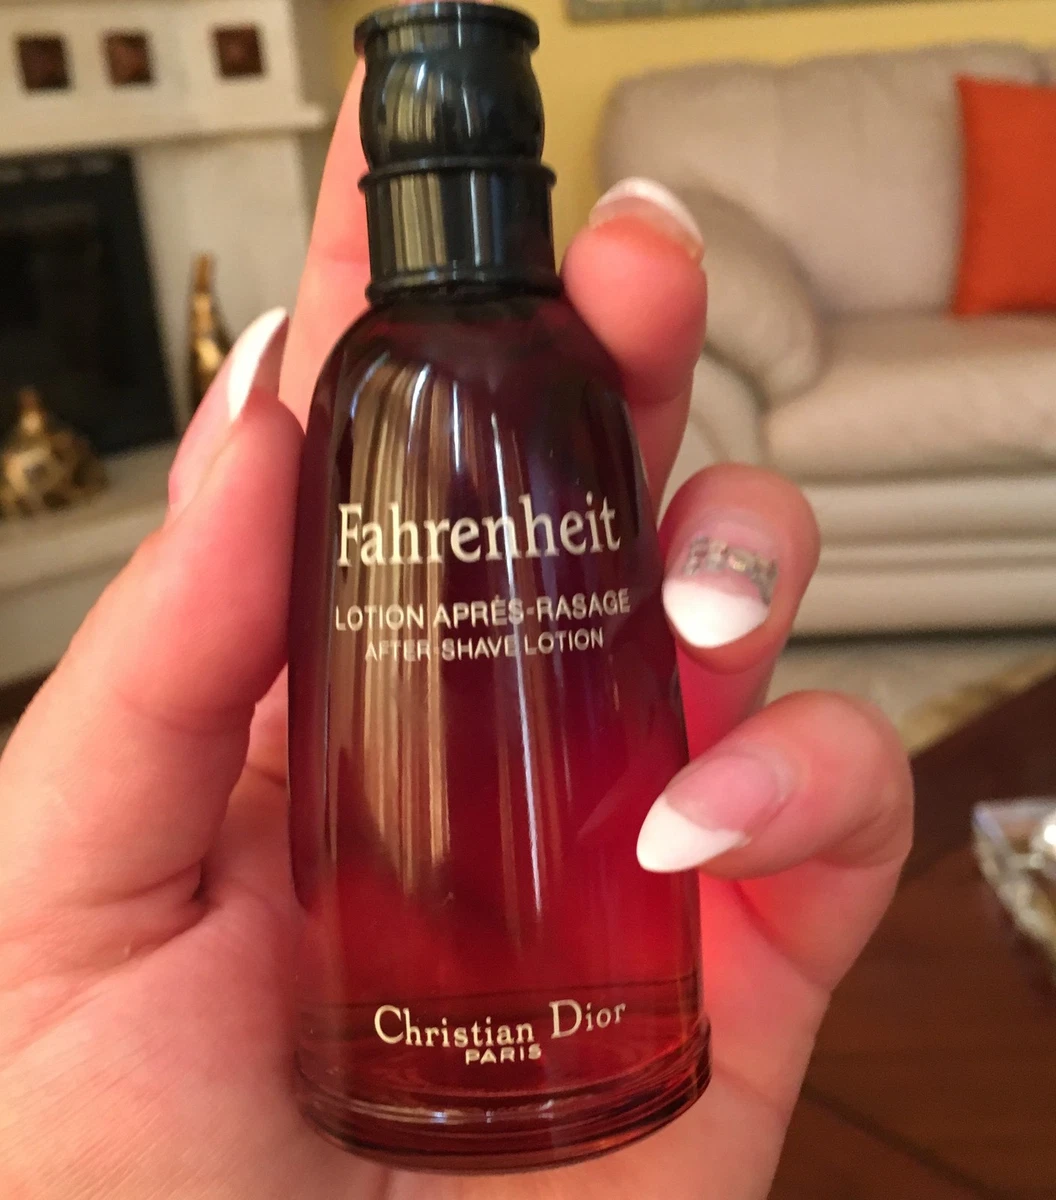 Fahrenheit
LOTION APRÈS-RASAGE
AFTER-SHAVE LOTION
Christian Dior
PARIS